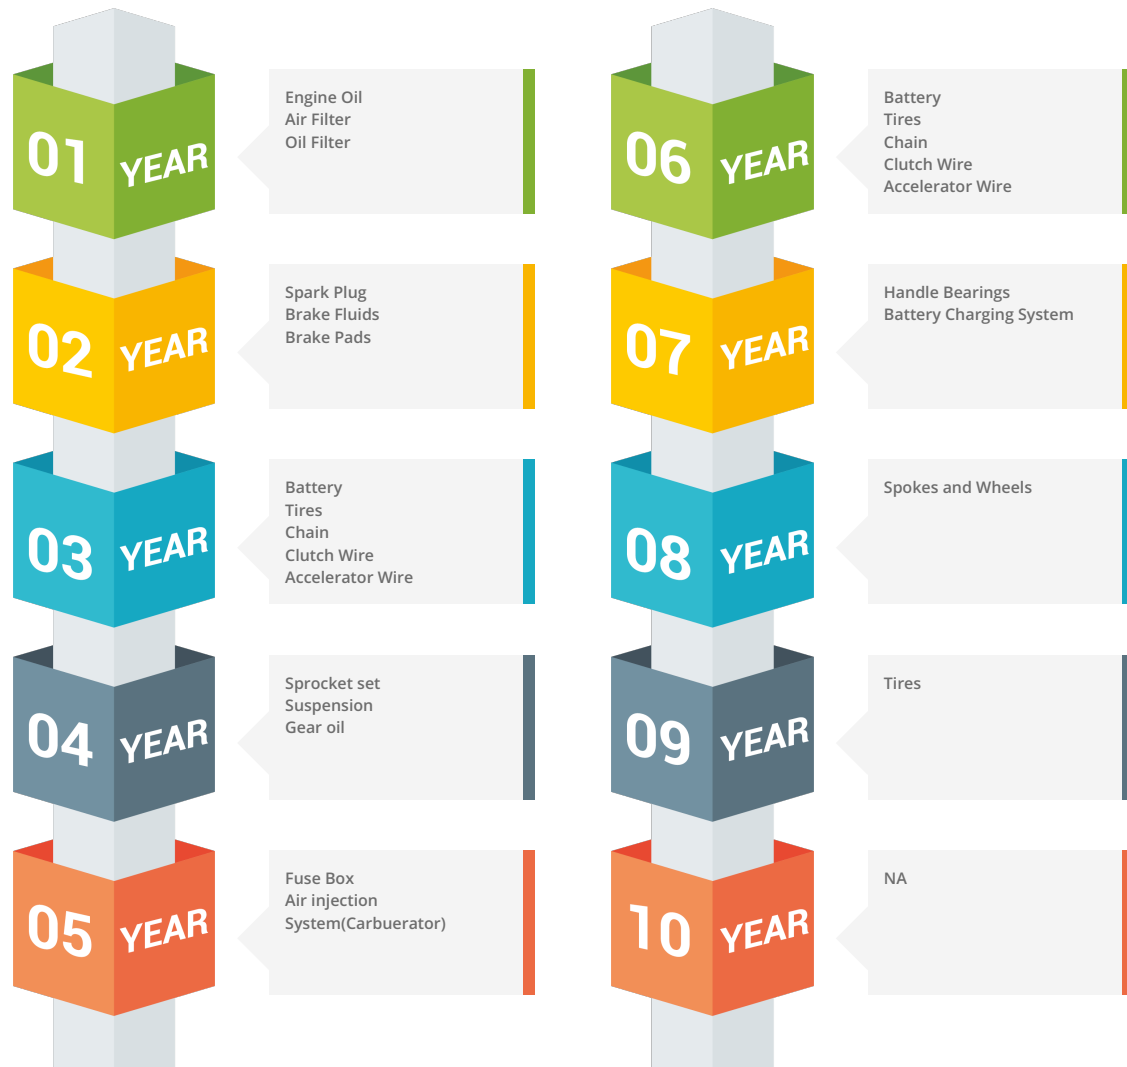 01 YEAR
Engine Oil
Air Filter
Oil Filter
02 YEAR
Spark Plug
Brake Fluids
Brake Pads
03 YEAR
Battery
Tires
Chain
Clutch Wire
Accelerator Wire
04 YEAR
Sprocket set
Suspension
Gear oil
05 YEAR
Fuse Box
Air injection
System(Carbuerator)
06 YEAR
Battery
Tires
Chain
Clutch Wire
Accelerator Wire
07 YEAR
Handle Bearings
Battery Charging System
08 YEAR
Spokes and Wheels
09 YEAR
Tires
10 YEAR
NA